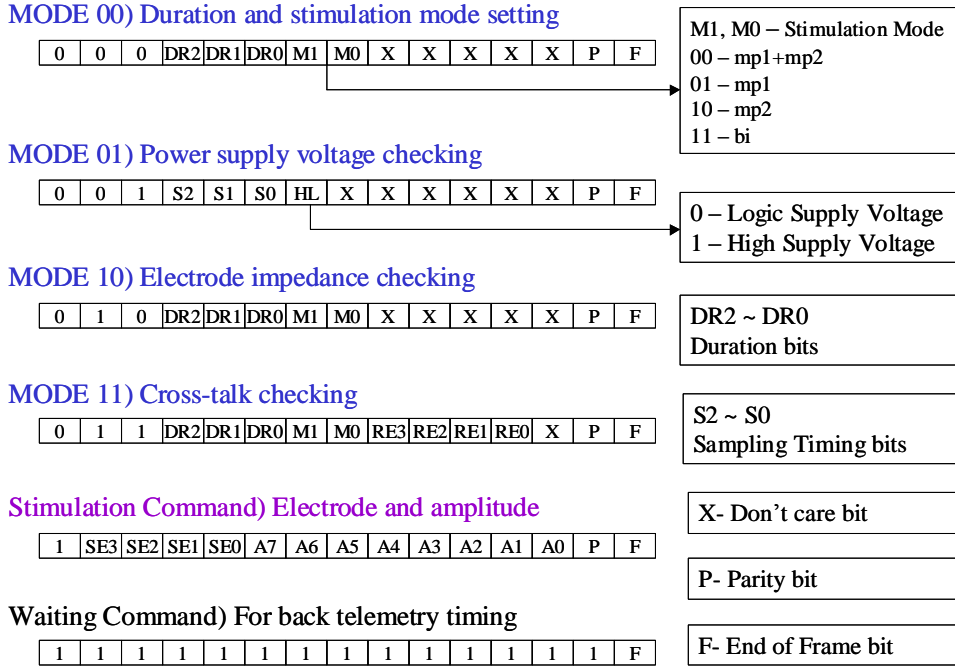 MODE 00) Duration and stimulation mode setting
0 0 0 DR2 DR1 DR0 M1 M0 X X X X X P F
M1, M0 – Stimulation Mode
00 – mp1+mp2
01 – mp1
10 – mp2
11 – bi
MODE 01) Power supply voltage checking
0 0 1 S2 S1 S0 HL X X X X X X P F
0 – Logic Supply Voltage
1 – High Supply Voltage
MODE 10) Electrode impedance checking
0 1 0 DR2 DR1 DR0 M1 M0 X X X X X P F
DR2 ~ DR0
Duration bits
MODE 11) Cross-talk checking
0 1 1 DR2 DR1 DR0 M1 M0 RE3 RE2 RE1 RE0 X P F
S2 ~ S0
Sampling Timing bits
Stimulation Command) Electrode and amplitude
1 SE3 SE2 SE1 SE0 A7 A6 A5 A4 A3 A2 A1 A0 P F
X- Don't care bit
P- Parity bit
Waiting Command) For back telemetry timing
1 1 1 1 1 1 1 1 1 1 1 1 1 1 F
F- End of Frame bit